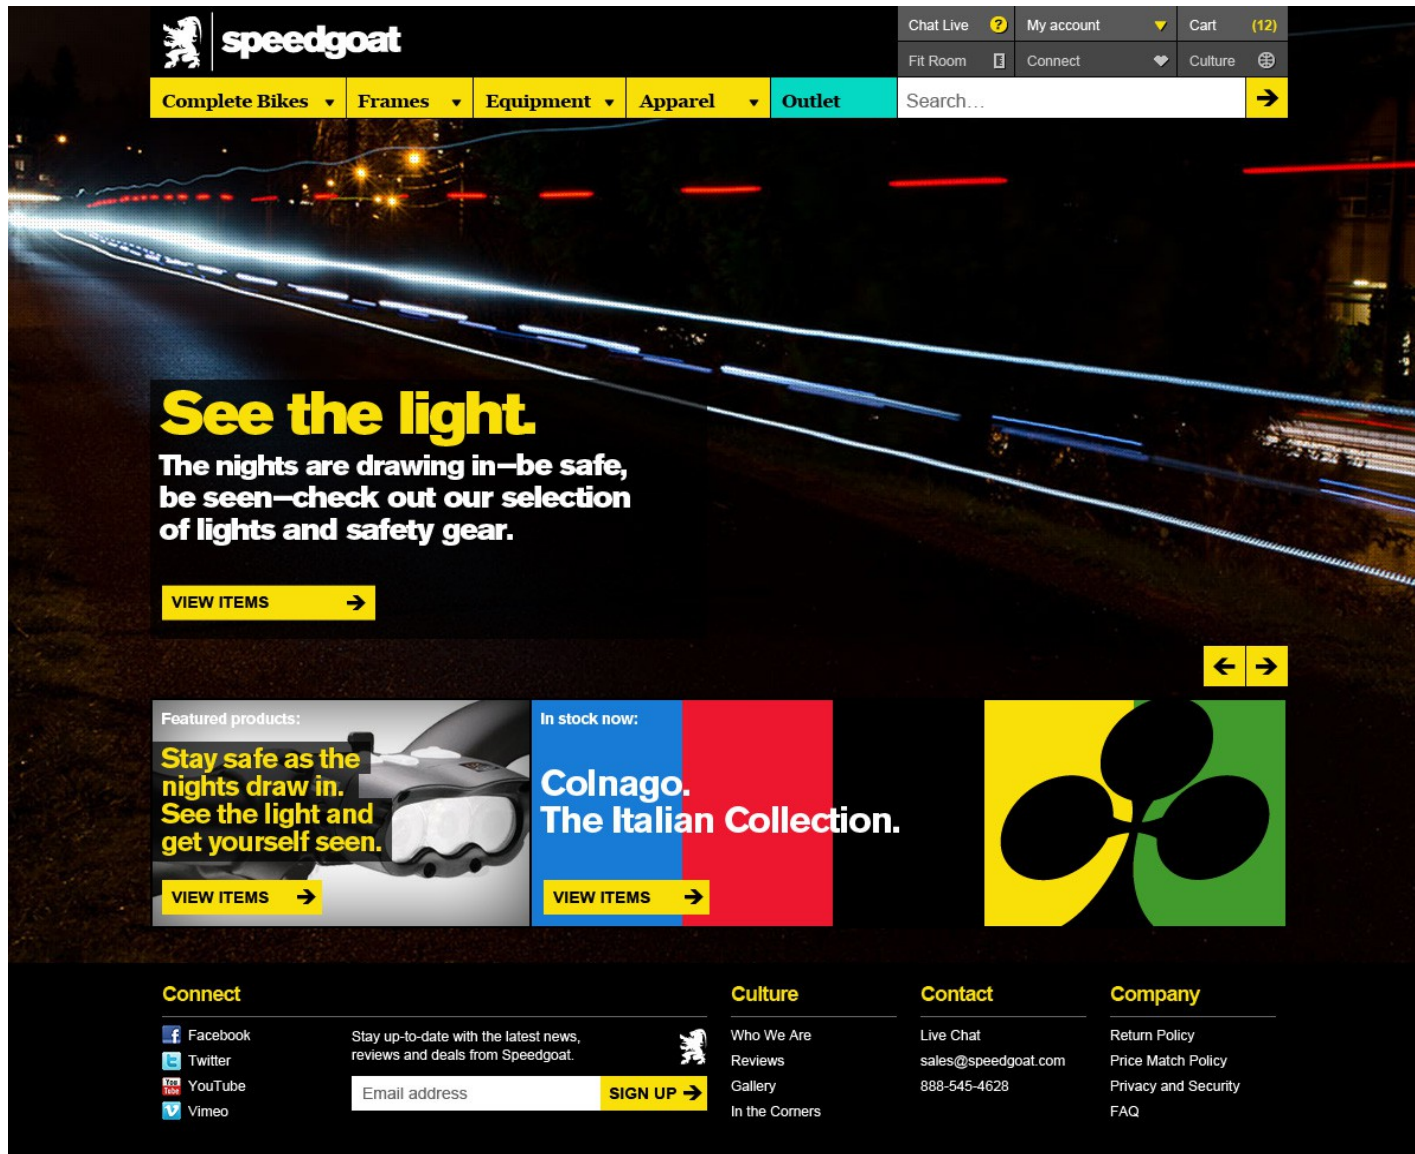 speedgoat
Chat Live ?
My account
Cart (12)
Fit Room
Connect
Culture
Complete Bikes
Frames
Equipment
Apparel
Outlet
Search...
See the light.
The nights are drawing in—be safe,
be seen—check out our selection
of lights and safety gear.
VIEW ITEMS
Featured products:
Stay safe as the
nights draw in.
See the light and
get yourself seen.
VIEW ITEMS
In stock now:
Colnago.
The Italian Collection.
VIEW ITEMS
Connect
Facebook
Twitter
YouTube
Vimeo
Stay up-to-date with the latest news,
reviews and deals from Speedgoat.
Email address
SIGN UP
Culture
Who We Are
Reviews
Gallery
In the Corners
Contact
Live Chat
sales@speedgoat.com
888-545-4628
Company
Return Policy
Price Match Policy
Privacy and Security
FAQ